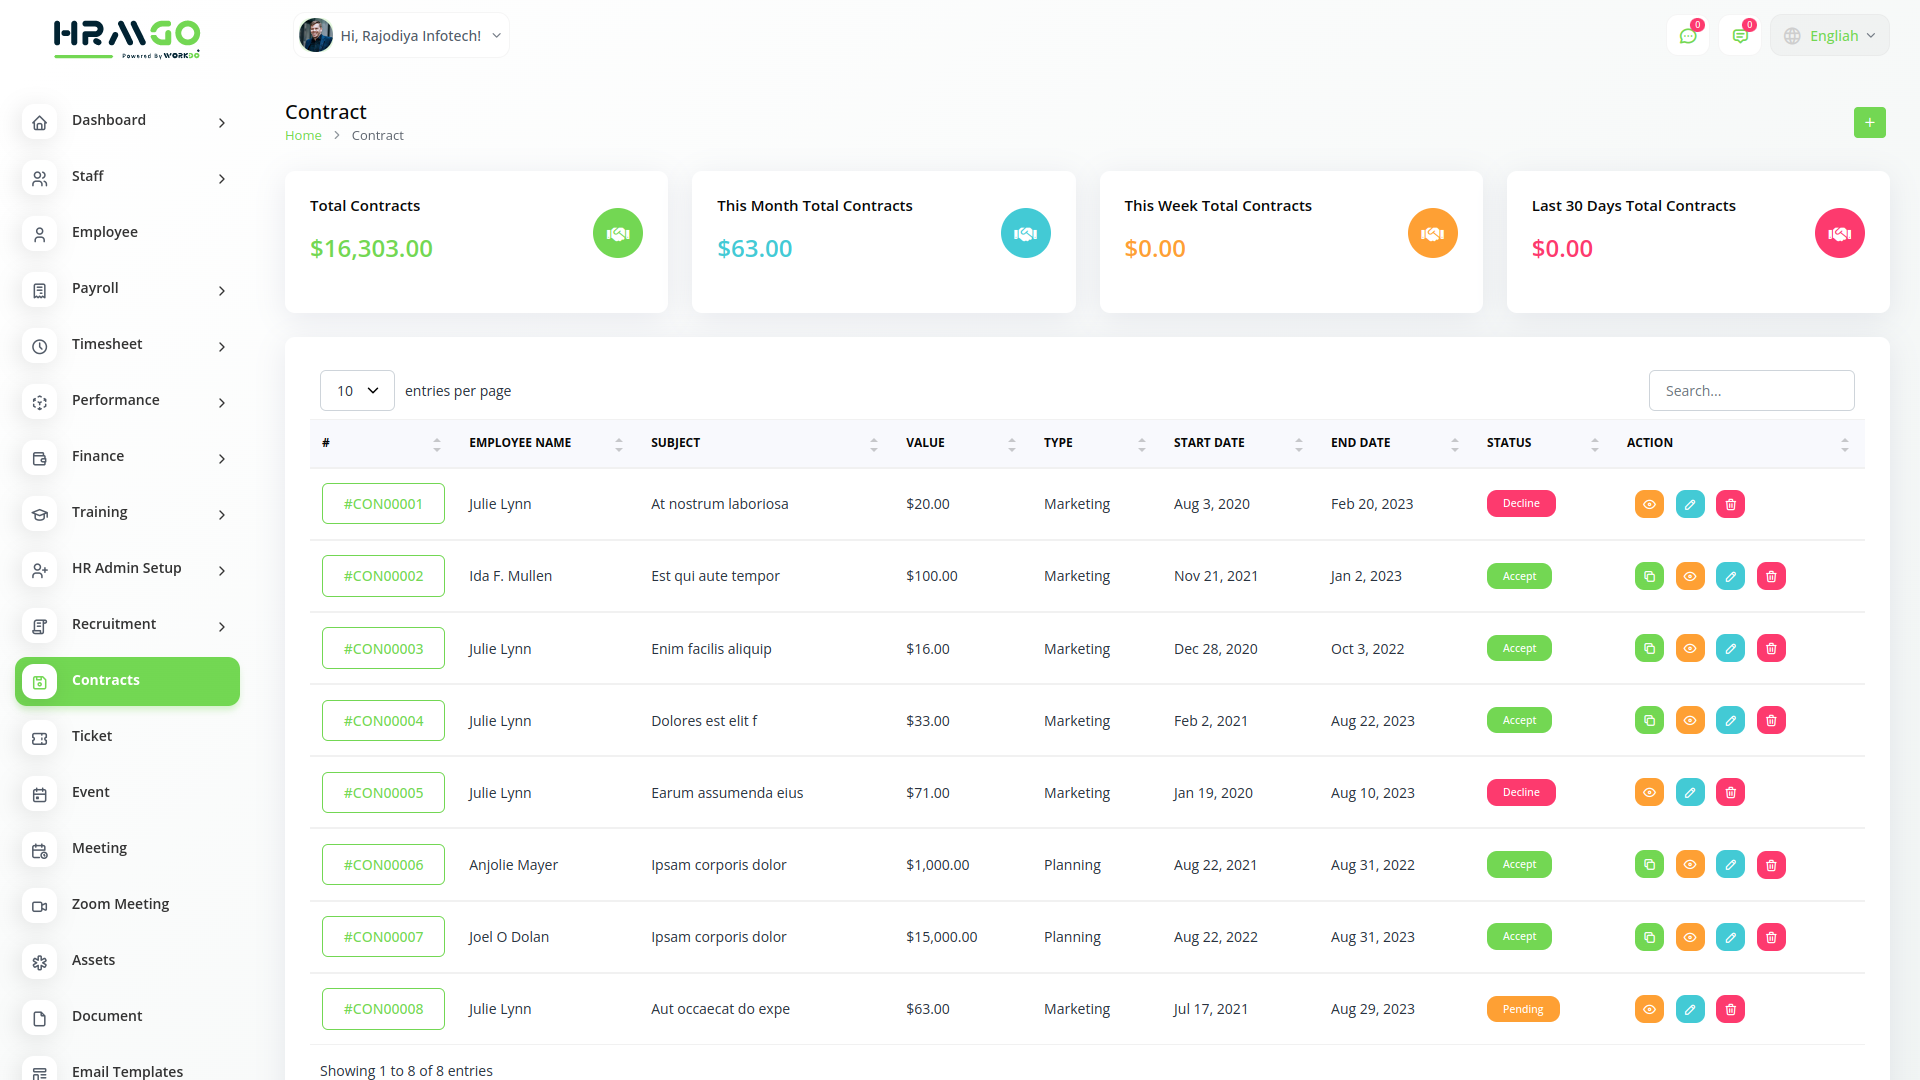 HRMGO
Powered By WORKDO
Hi, Rajodiya Infotech!
0
0
Engliah
Dashboard
Staff
Employee
Payroll
Timesheet
Performance
Finance
Training
HR Admin Setup
Recruitment
Contracts
Ticket
Event
Meeting
Zoom Meeting
Assets
Document
Email Templates
Contract
Home > Contract
+
Total Contracts
$16,303.00
This Month Total Contracts
$63.00
This Week Total Contracts
$0.00
Last 30 Days Total Contracts
$0.00
10 entries per page
Search...
# EMPLOYEE NAME SUBJECT VALUE TYPE START DATE END DATE STATUS ACTION
#CON00001 Julie Lynn At nostrum laboriosa $20.00 Marketing Aug 3, 2020 Feb 20, 2023 Decline
#CON00002 Ida F. Mullen Est qui aute tempor $100.00 Marketing Nov 21, 2021 Jan 2, 2023 Accept
#CON00003 Julie Lynn Enim facilis aliquip $16.00 Marketing Dec 28, 2020 Oct 3, 2022 Accept
#CON00004 Julie Lynn Dolores est elit f $33.00 Marketing Feb 2, 2021 Aug 22, 2023 Accept
#CON00005 Julie Lynn Earum assumenda eius $71.00 Marketing Jan 19, 2020 Aug 10, 2023 Decline
#CON00006 Anjolie Mayer Ipsam corporis dolor $1,000.00 Planning Aug 22, 2021 Aug 31, 2022 Accept
#CON00007 Joel O Dolan Ipsam corporis dolor $15,000.00 Planning Aug 22, 2022 Aug 31, 2023 Accept
#CON00008 Julie Lynn Aut occaecat do expe $63.00 Marketing Jul 17, 2021 Aug 29, 2023 Pending
Showing 1 to 8 of 8 entries